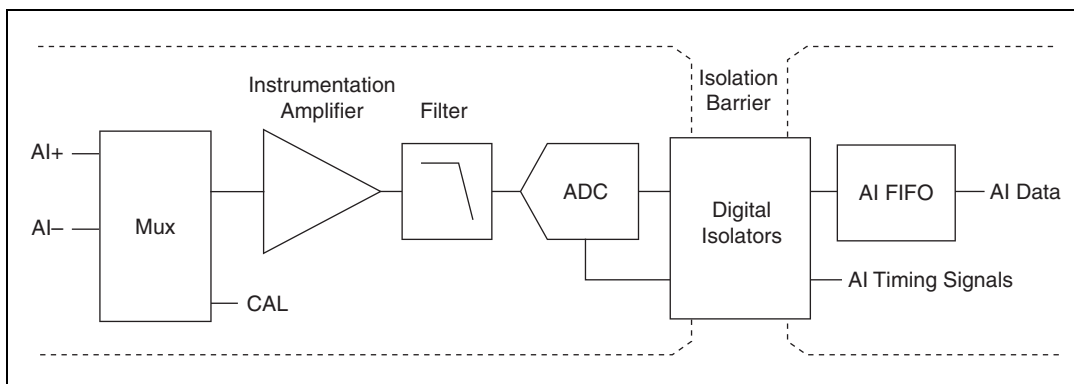 Isolation
Barrier
Instrumentation
Amplifier
Filter
AI+
AI–
Mux
CAL
ADC
Digital
Isolators
AI FIFO
AI Data
AI Timing Signals